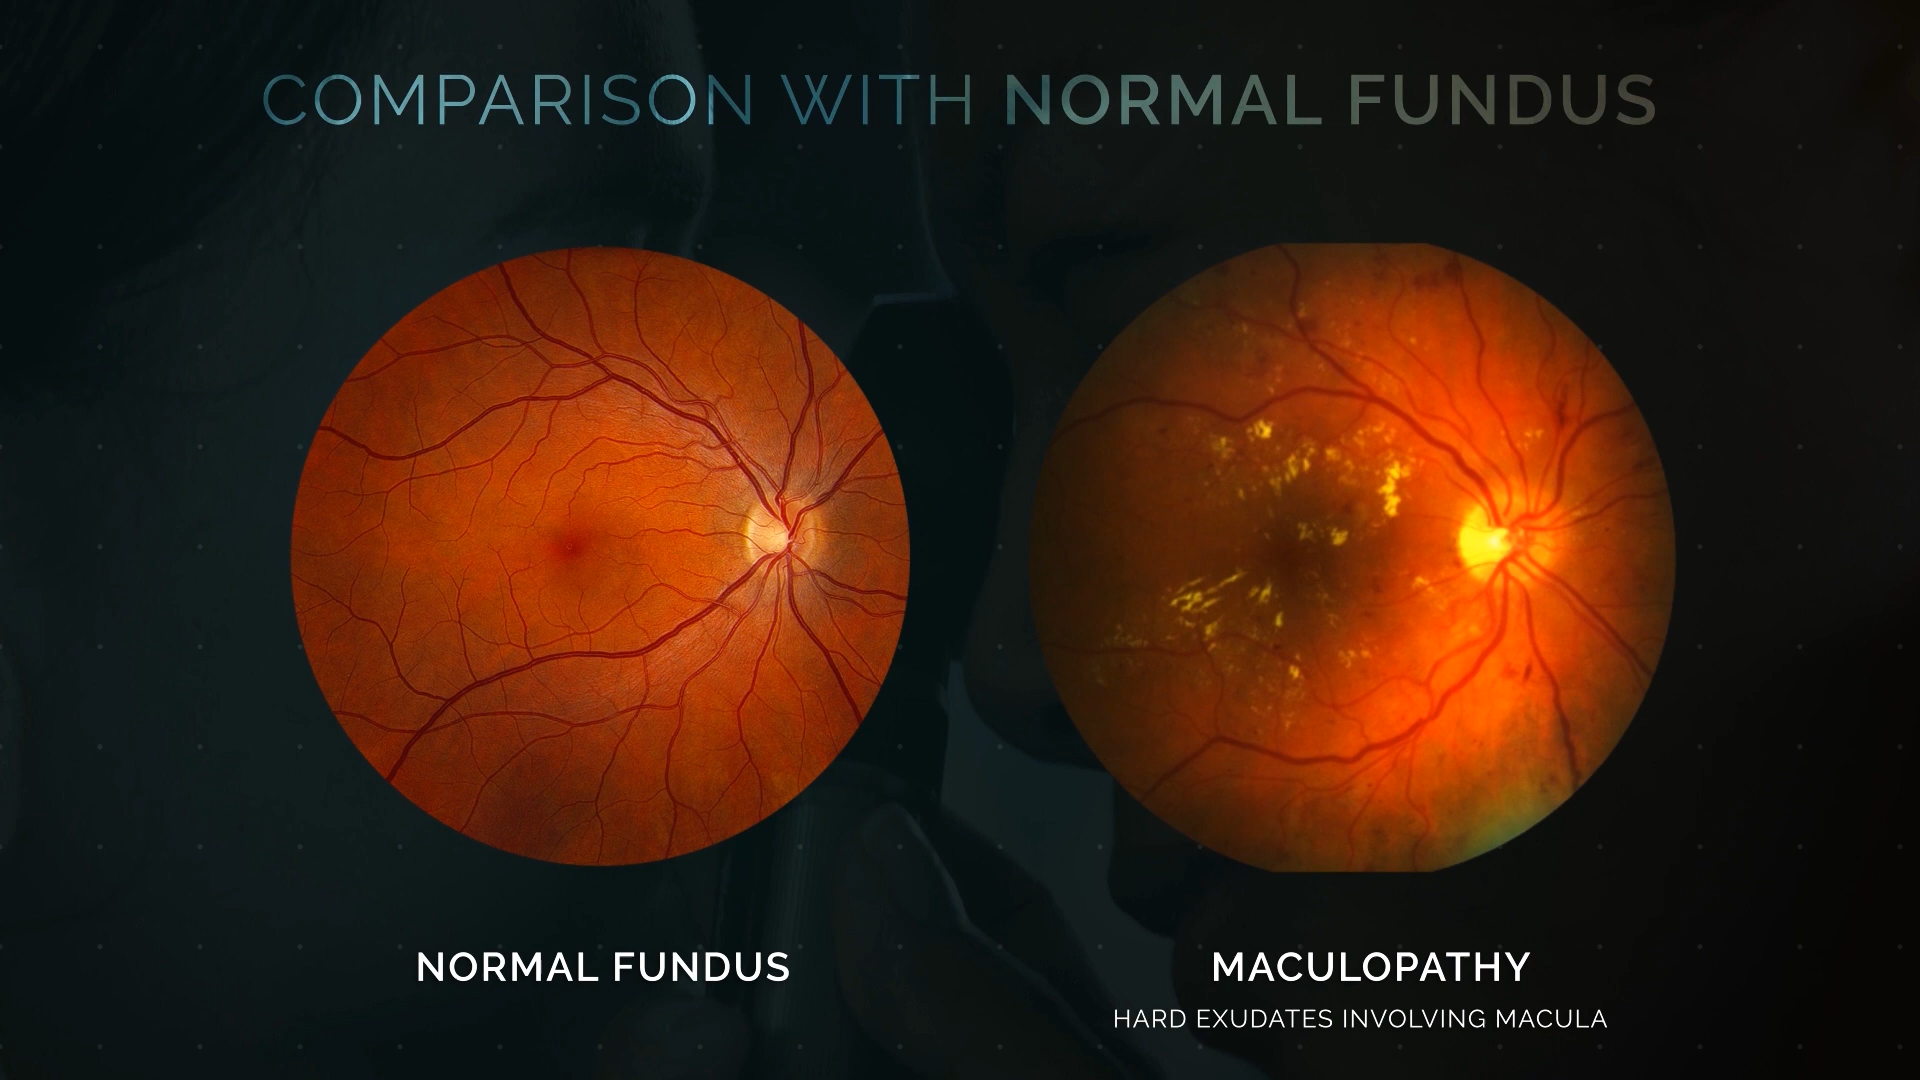 COMPARISON WITH NORMAL FUNDUS
NORMAL FUNDUS
MACULOPATHY
HARD EXUDATES INVOLVING MACULA